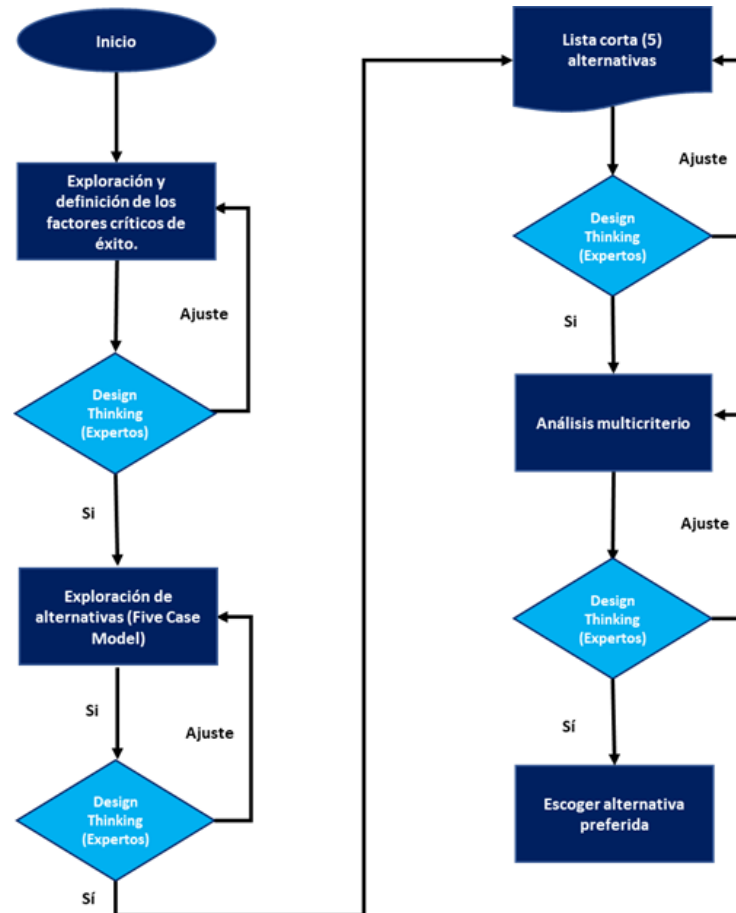 Inicio
Exploración y
definición de los
factores críticos de
éxito.
Ajuste
Design
Thinking
(Expertos)
Si
Exploración de
alternativas (Five Case
Model)
Si
Ajuste
Design
Thinking
(Expertos)
Sí
Lista corta (5)
alternativas
Ajuste
Design
Thinking
(Expertos)
Si
Análisis multicriterio
Ajuste
Design
Thinking
(Expertos)
Sí
Escoger alternativa
preferida